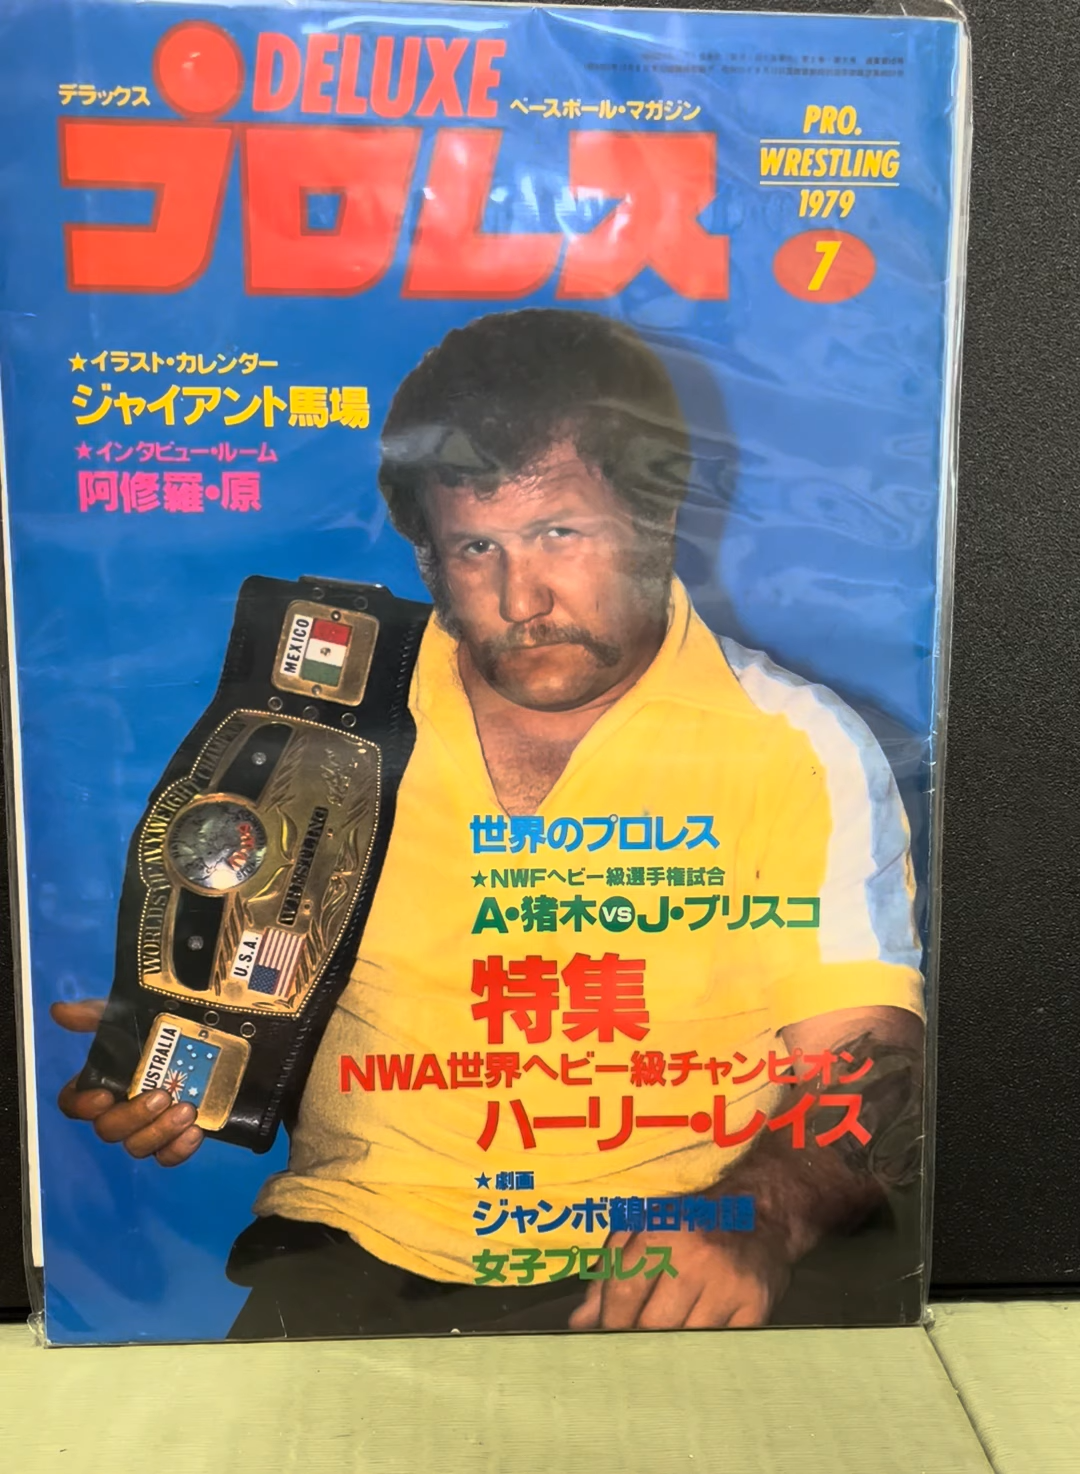 DELUXE
デラックス
ベースボール・マガジン
プロレス
PRO.
WRESTLING
1979
7
★イラスト・カレンダー
ジャイアント馬場
★インタビュー・ルーム
阿修羅・原
MEXICO
WORLD'S HEAVYWEIGHT
WRESTLING
U.S.A.
AUSTRALIA
世界のプロレス
★NWFヘビー級選手権試合
A・猪木VSJ・ブリスコ
特集
NWA世界ヘビー級チャンピオン
ハーリー・レイス
★劇画
ジャンボ鶴田物語
女子プロレス